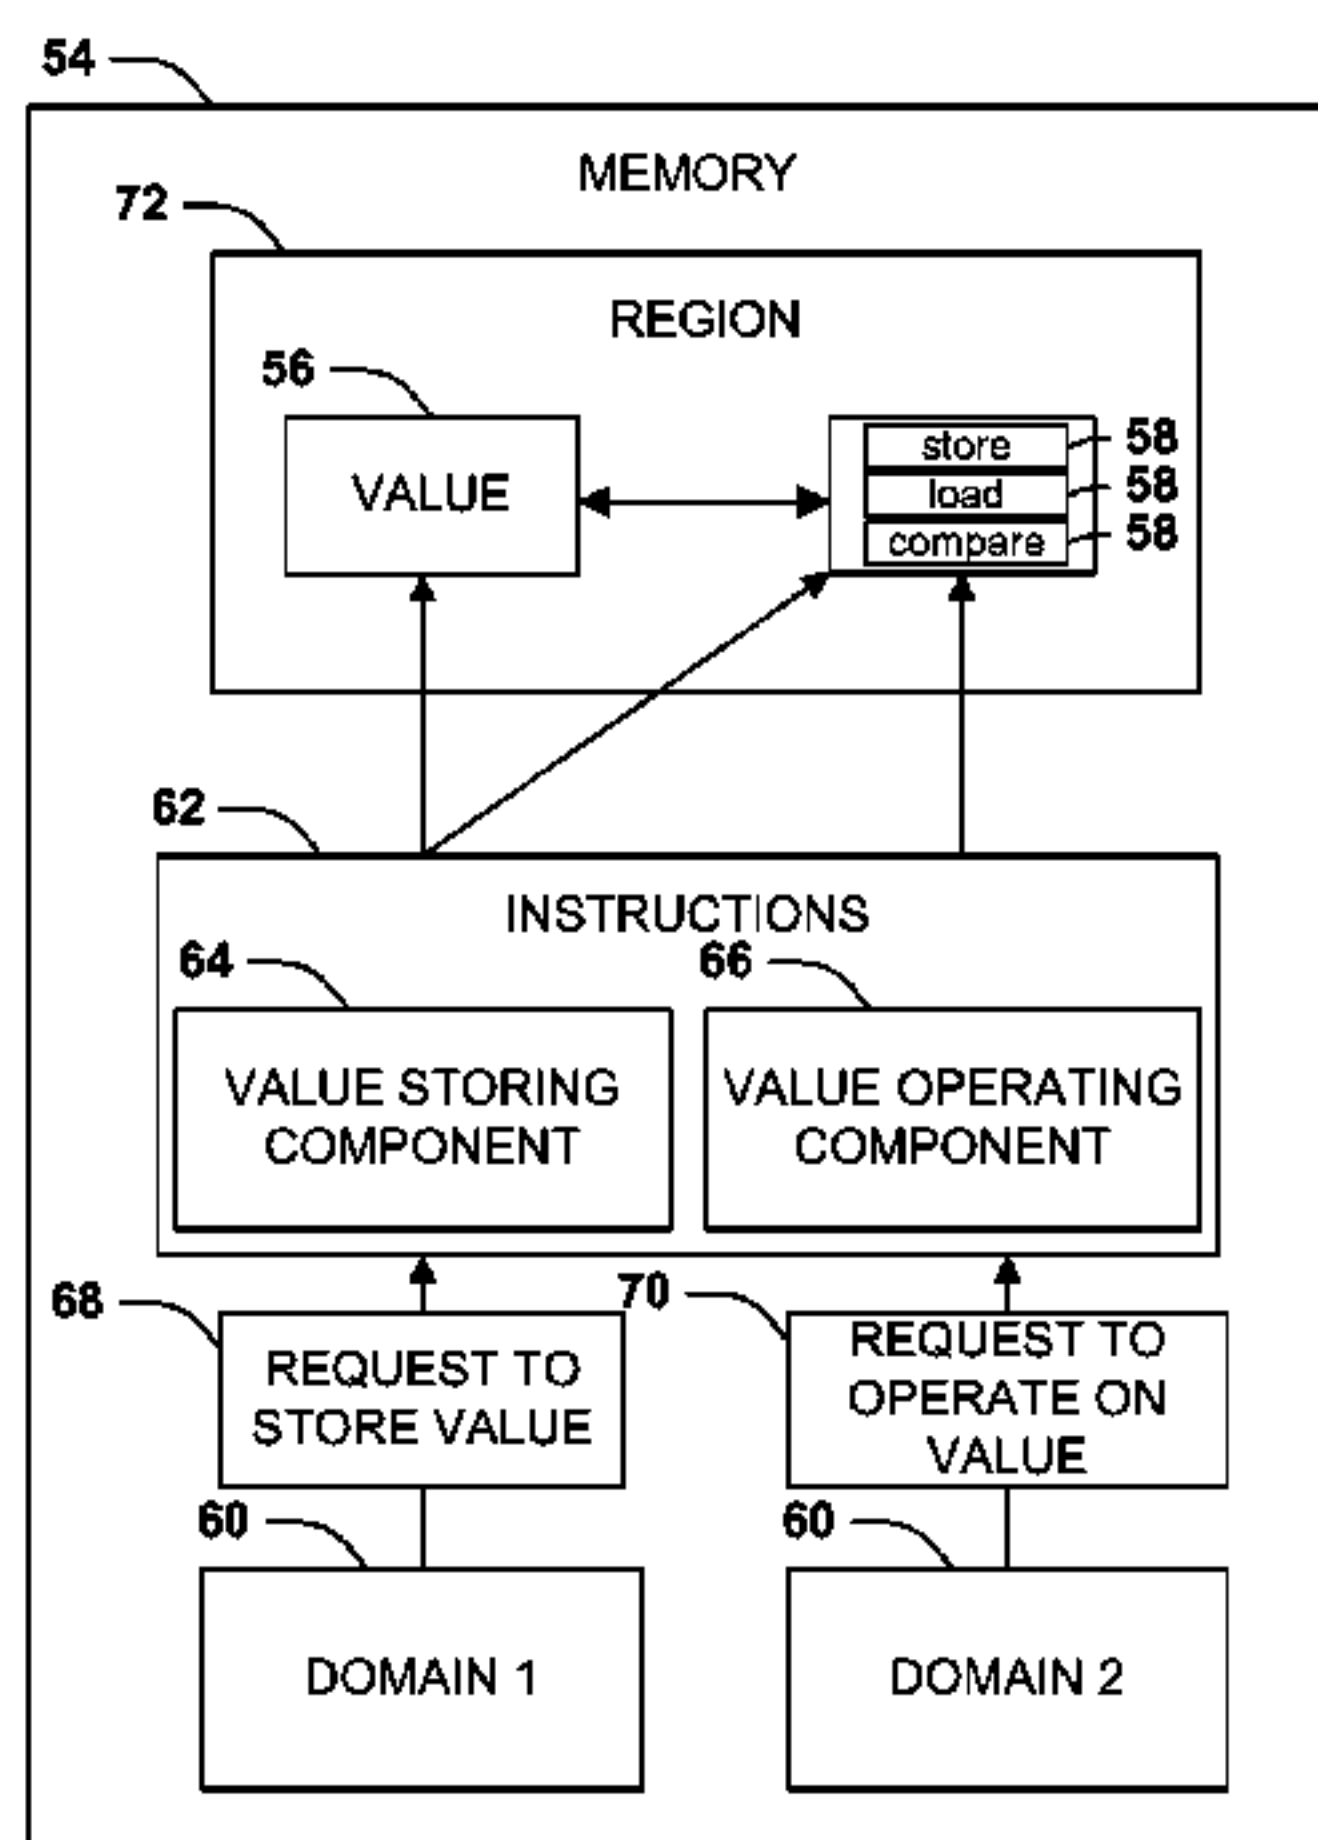 54
MEMORY
72
REGION
56
VALUE
store 58
load 58
compare 58
62
INSTRUCTIONS
64
66
VALUE STORING
COMPONENT
VALUE OPERATING
COMPONENT
68
REQUEST TO
STORE VALUE
70
REQUEST TO
OPERATE ON
VALUE
60
DOMAIN 1
60
DOMAIN 2